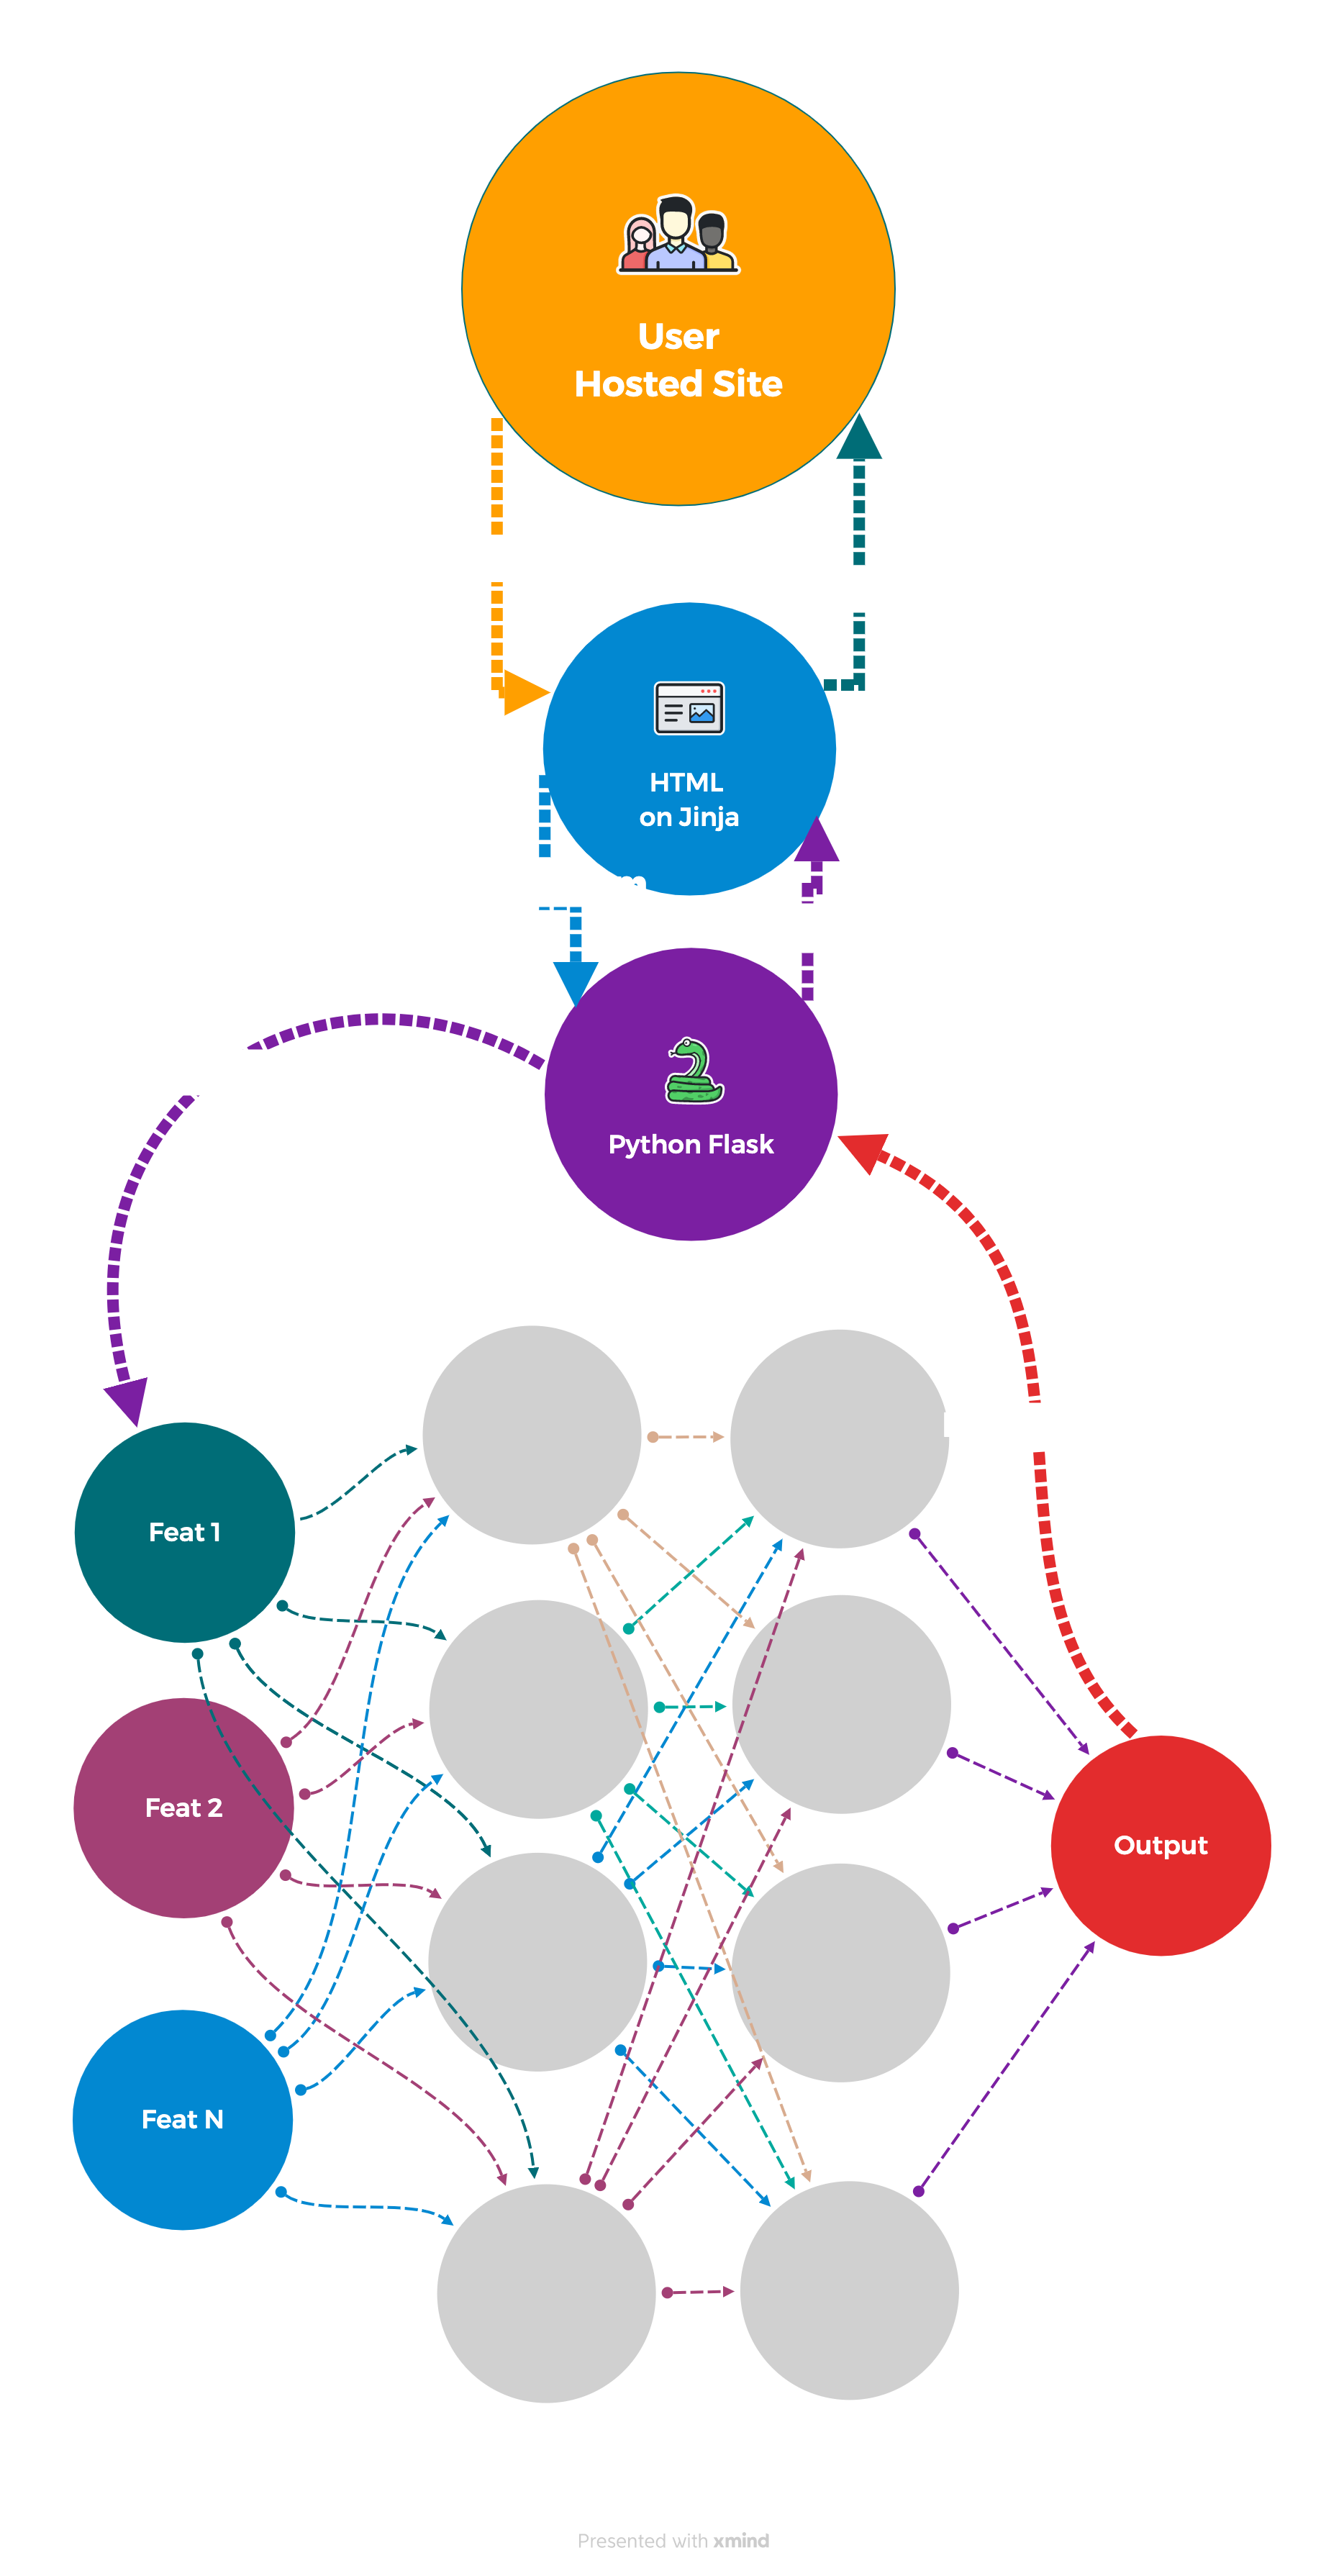 User
Hosted Site
HTML
on Jinja
m
Python Flask
Feat 1
Feat 2
Output
Feat N
Presented with xmind